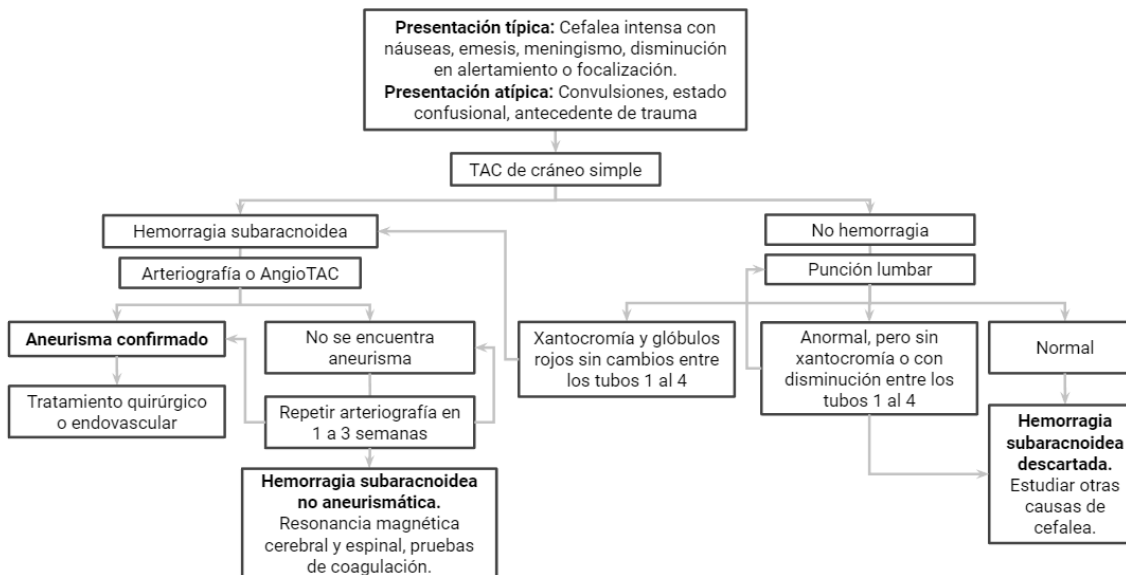 Presentación típica: Cefalea intensa con
náuseas, emesis, meningismo, disminución
en alertamiento o focalización.
Presentación atípica: Convulsiones, estado
confusional, antecedente de trauma
TAC de cráneo simple
Hemorragia subaracnoidea
No hemorragia
Arteriografía o AngioTAC
Punción lumbar
Aneurisma confirmado
No se encuentra
aneurisma
Xantocromía y glóbulos
rojos sin cambios entre
los tubos 1 al 4
Anormal, pero sin
xantocromía o con
disminución entre los
tubos 1 al 4
Normal
Tratamiento quirúrgico
o endovascular
Repetir arteriografía en
1 a 3 semanas
Hemorragia subaracnoidea
no aneurismática.
Resonancia magnética
cerebral y espinal, pruebas
de coagulación.
Hemorragia
subaracnoidea
descartada.
Estudiar otras
causas de
cefalea.